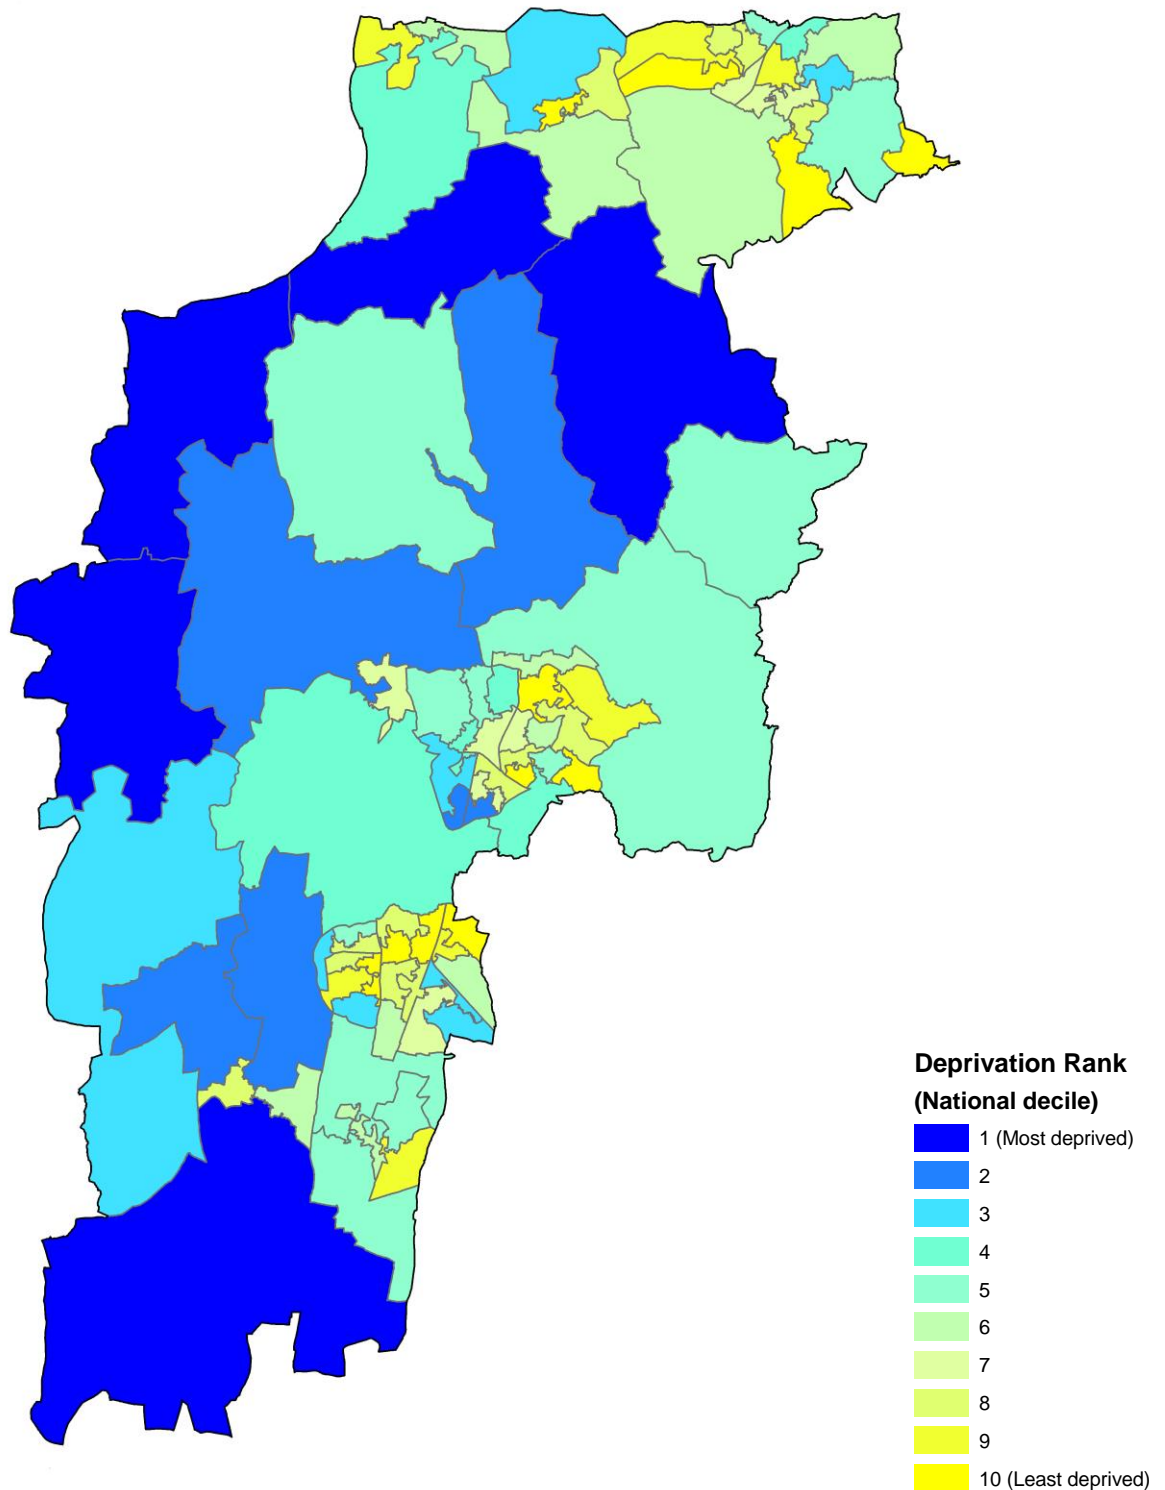 Deprivation Rank
(National decile)
1 (Most deprived)
2
3
4
5
6
7
8
9
10 (Least deprived)